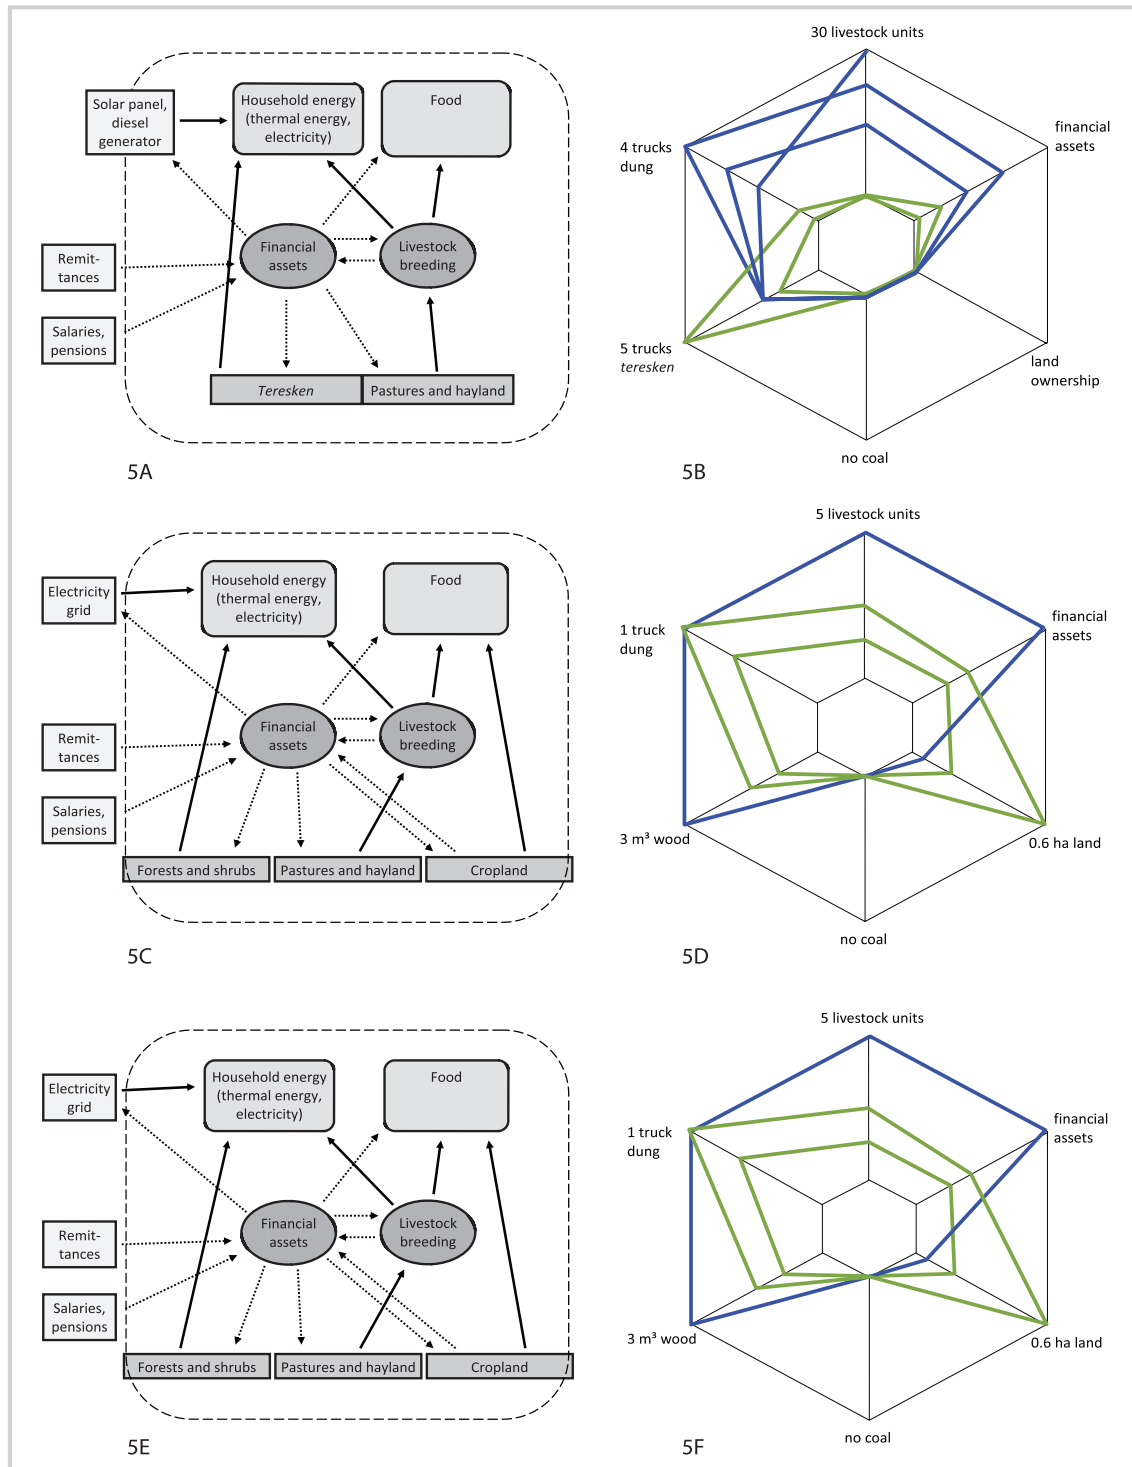 Solar panel,
diesel
generator
Household energy
(thermal energy,
electricity)
Food
Remit-
tances
Financial
assets
Livestock
breeding
Salaries,
pensions
Teresken
Pastures and hayland
5A
30 livestock units
4 trucks
dung
financial
assets
5 trucks
teresken
land
ownership
no coal
5B
Electricity
grid
Household energy
(thermal energy,
electricity)
Food
Remit-
tances
Financial
assets
Livestock
breeding
Salaries,
pensions
Forests and shrubs
Pastures and hayland
Cropland
5C
5 livestock units
1 truck
dung
financial
assets
3 m³ wood
0.6 ha land
no coal
5D
Electricity
grid
Household energy
(thermal energy,
electricity)
Food
Remit-
tances
Financial
assets
Livestock
breeding
Salaries,
pensions
Forests and shrubs
Pastures and hayland
Cropland
5E
5 livestock units
1 truck
dung
financial
assets
3 m³ wood
0.6 ha land
no coal
5F